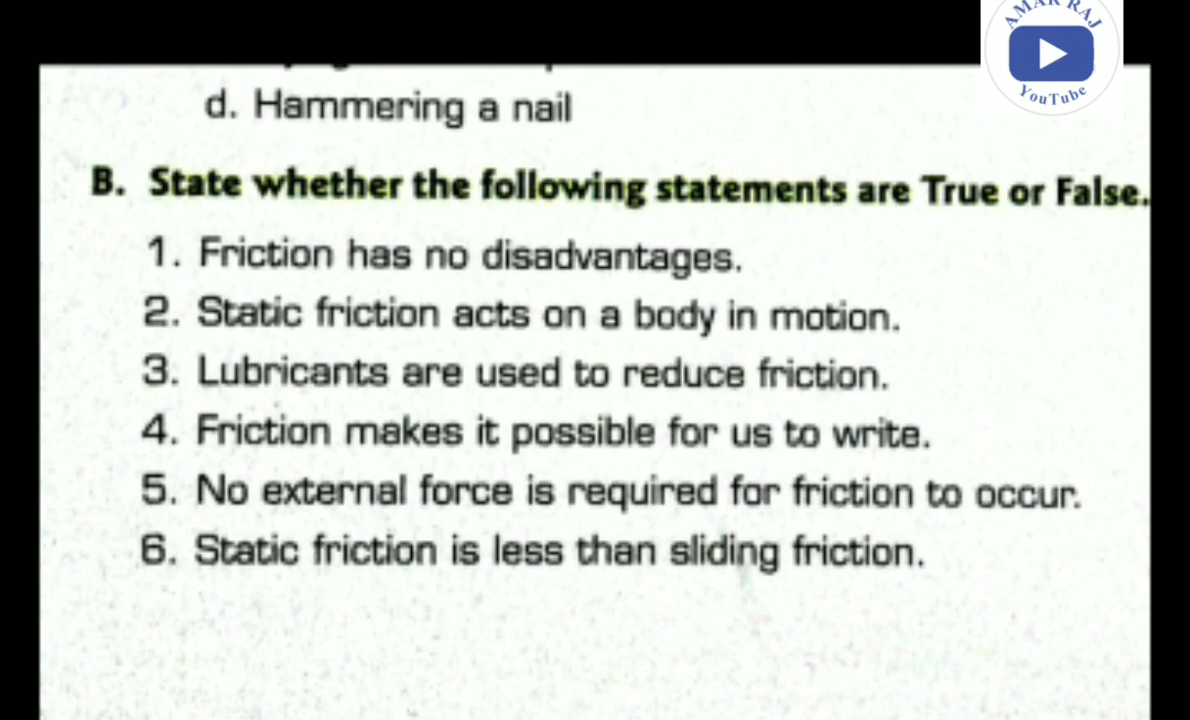 AMAR RAJ
YouTube
d. Hammering a nail
B. State whether the following statements are True or False.
1. Friction has no disadvantages.
2. Static friction acts on a body in motion.
3. Lubricants are used to reduce friction.
4. Friction makes it possible for us to write.
5. No external force is required for friction to occur.
6. Static friction is less than sliding friction.